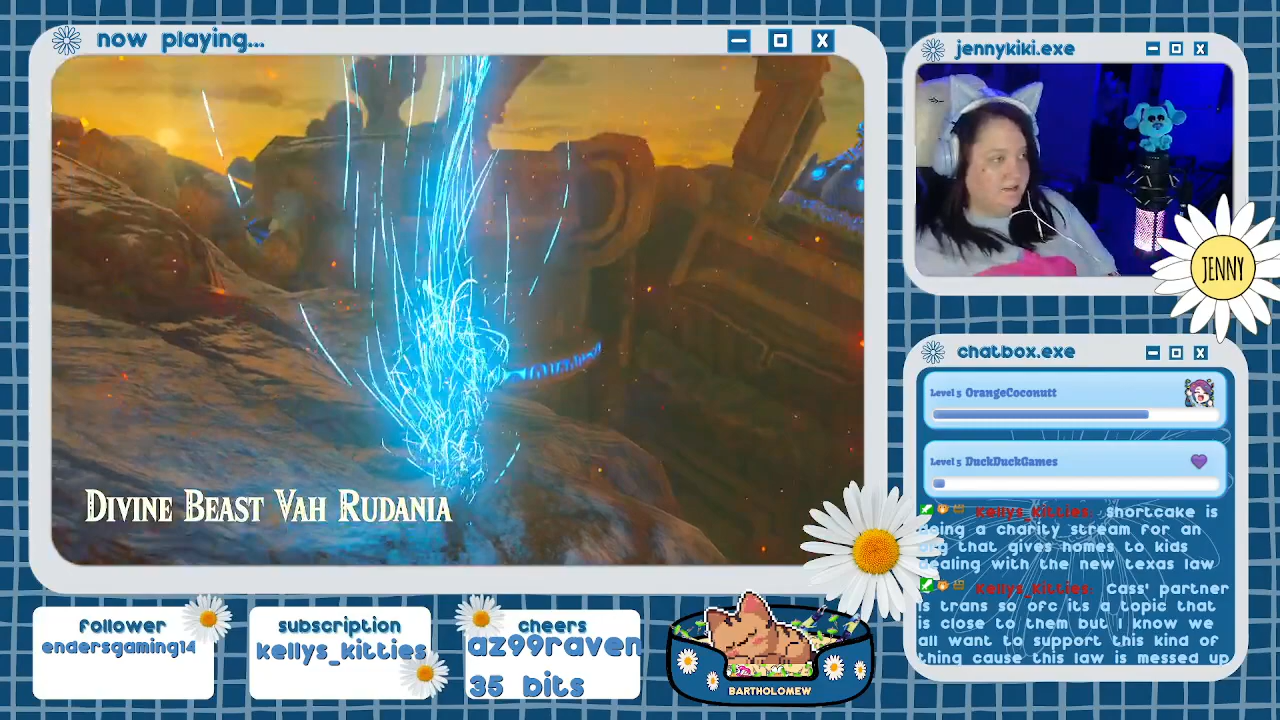 now playing...
Divine Beast Vah Rudania
jennykiki.exe
JENNY
chatbox.exe
Level 5 OrangeCoconutt
Level 5 DuckDuckGames
Kellys_kitties: Shortcake is
doing a charity stream for an
org that gives homes to kids
dealing with the new texas law
Kellys_kitties: Cass' partner
is trans so ofc its a topic that
is close to them but I know we
all want to support this kind of
thing cause this law is messed up
follower
endersgaming14
subscription
kellys_kitties
cheers
az99raven
35 bits
BARTHOLOMEW